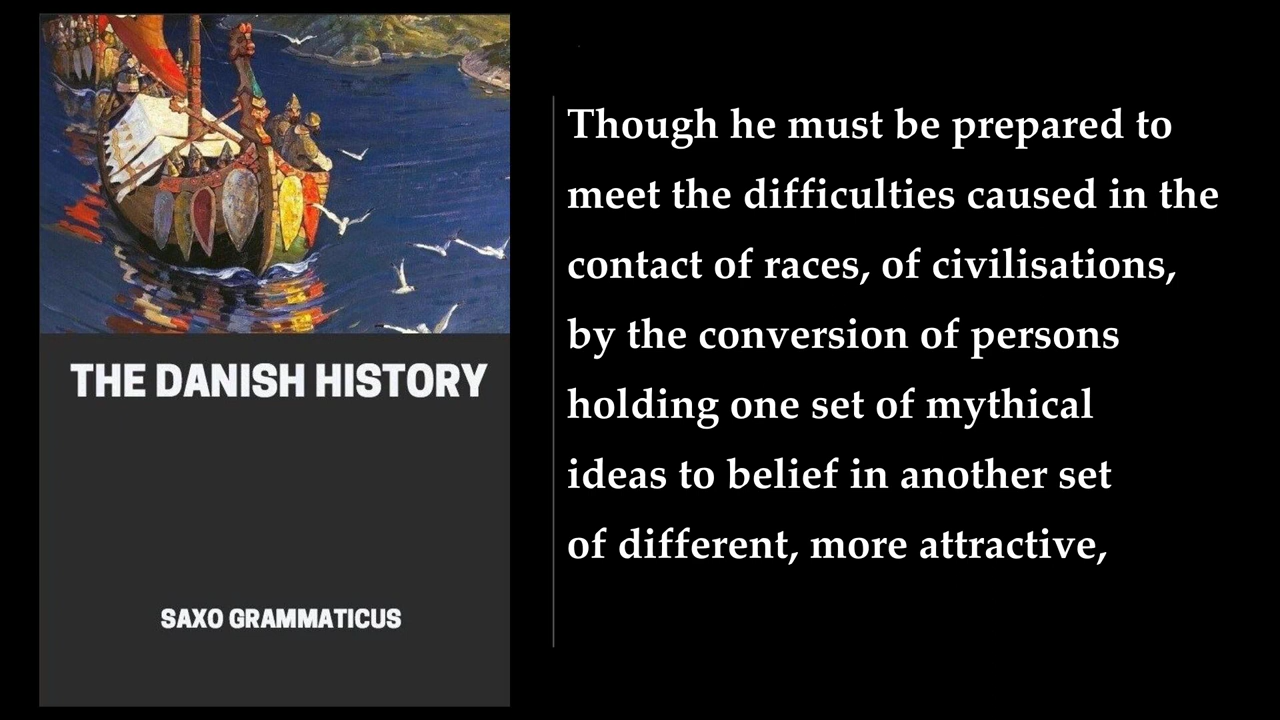 THE DANISH HISTORY
SAXO GRAMMATICUS
Though he must be prepared to
meet the difficulties caused in the
contact of races, of civilisations,
by the conversion of persons
holding one set of mythical
ideas to belief in another set
of different, more attractive,